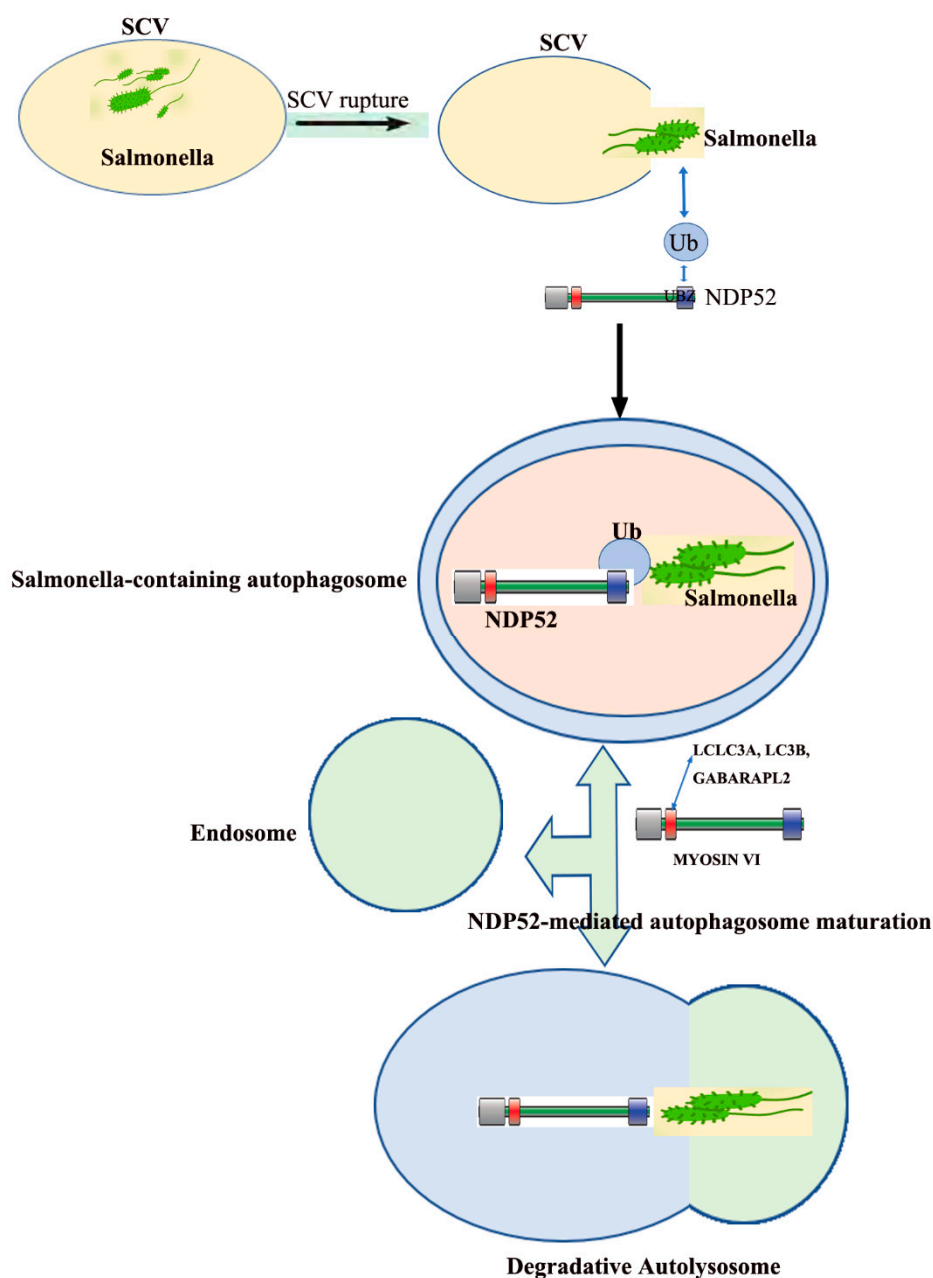 SCV
SCV
SCV rupture
Salmonella
Salmonella
Ub
UBZ
NDP52
Ub
Salmonella-containing autophagosome
Salmonella
NDP52
LCLC3A, LC3B,
GABARAPL2
Endosome
MYOSIN VI
NDP52-mediated autophagosome maturation
Degradative Autolysosome